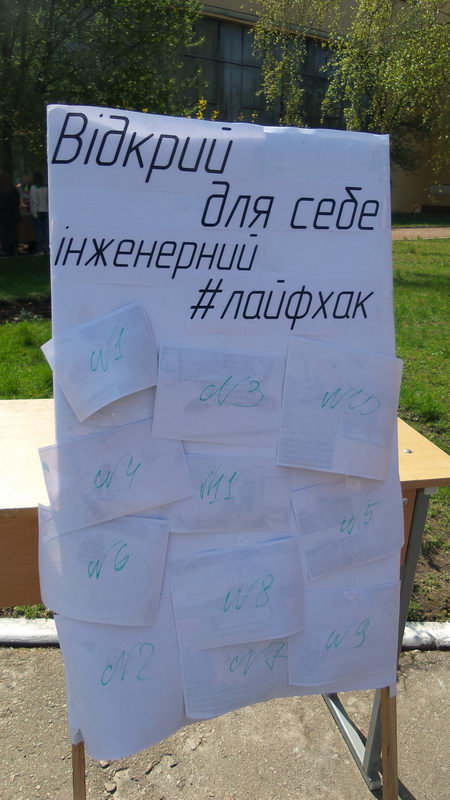 Відкрий
для себе
інженерний
#лайфхак
№1
№3
№10
№4
№11
№5
№6
№8
№2
№7
№9